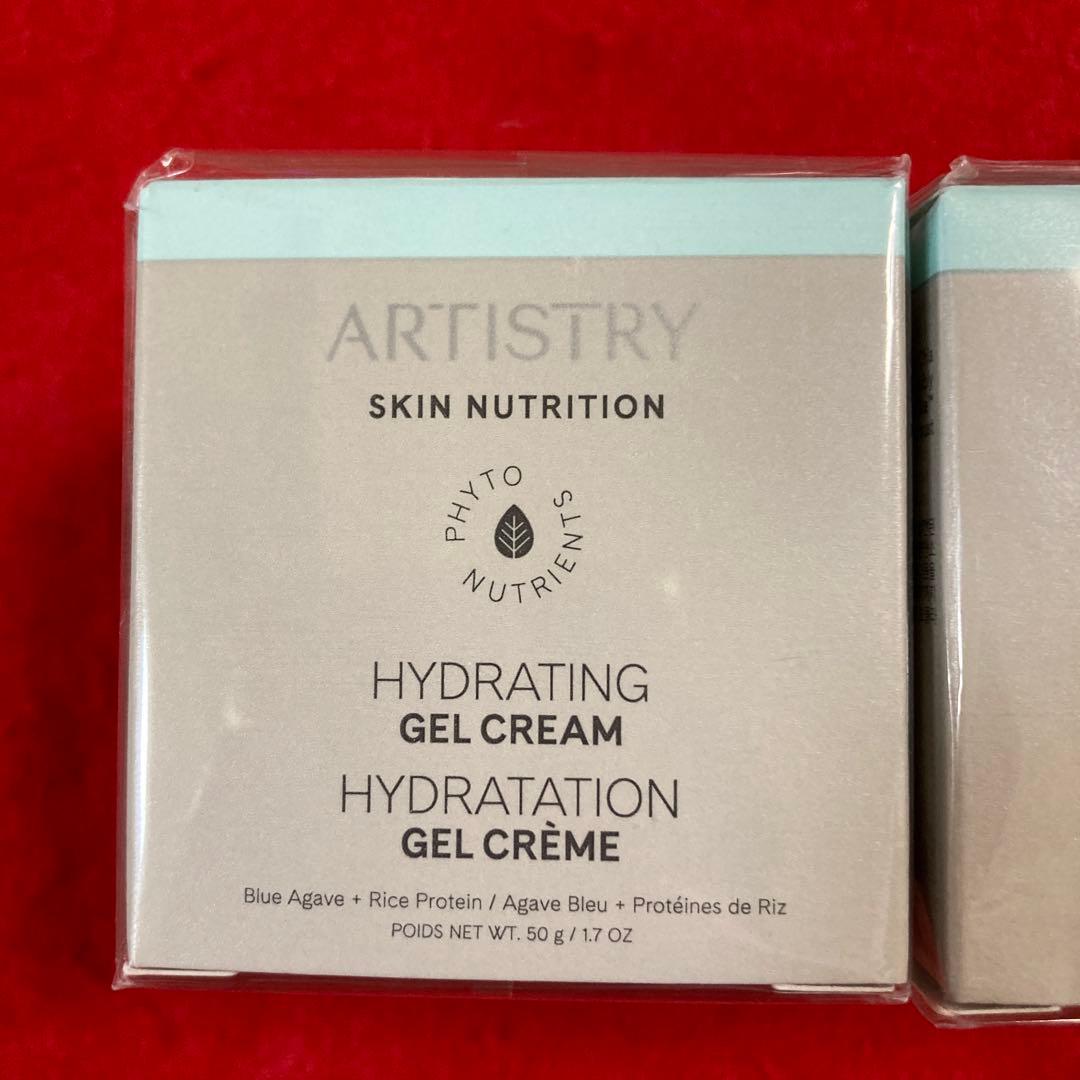 ARTISTRY
SKIN NUTRITION
PHYTO
NUTRIENTS
HYDRATING
GEL CREAM
HYDRATATION
GEL CRÈME
Blue Agave + Rice Protein / Agave Bleu + Protéines de Riz
POIDS NET WT. 50 g / 1.7 OZ